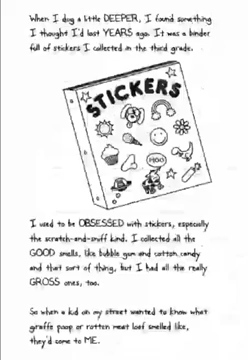 When I dug a little DEEPER, I found something
I thought I'd lost YEARS ago. It was a binder
full of stickers I collected in the third grade.
STICKERS
MOO
I used to be OBSESSED with stickers, especially
the scratch-and-sniff kind. I collected all the
GOOD smells, like bubble gum and cotton candy
and that sort of thing, but I had all the really
GROSS ones, too.
So when a kid on my street wanted to know what
giraffe poop or rotten meat loaf smelled like,
they'd come to ME.